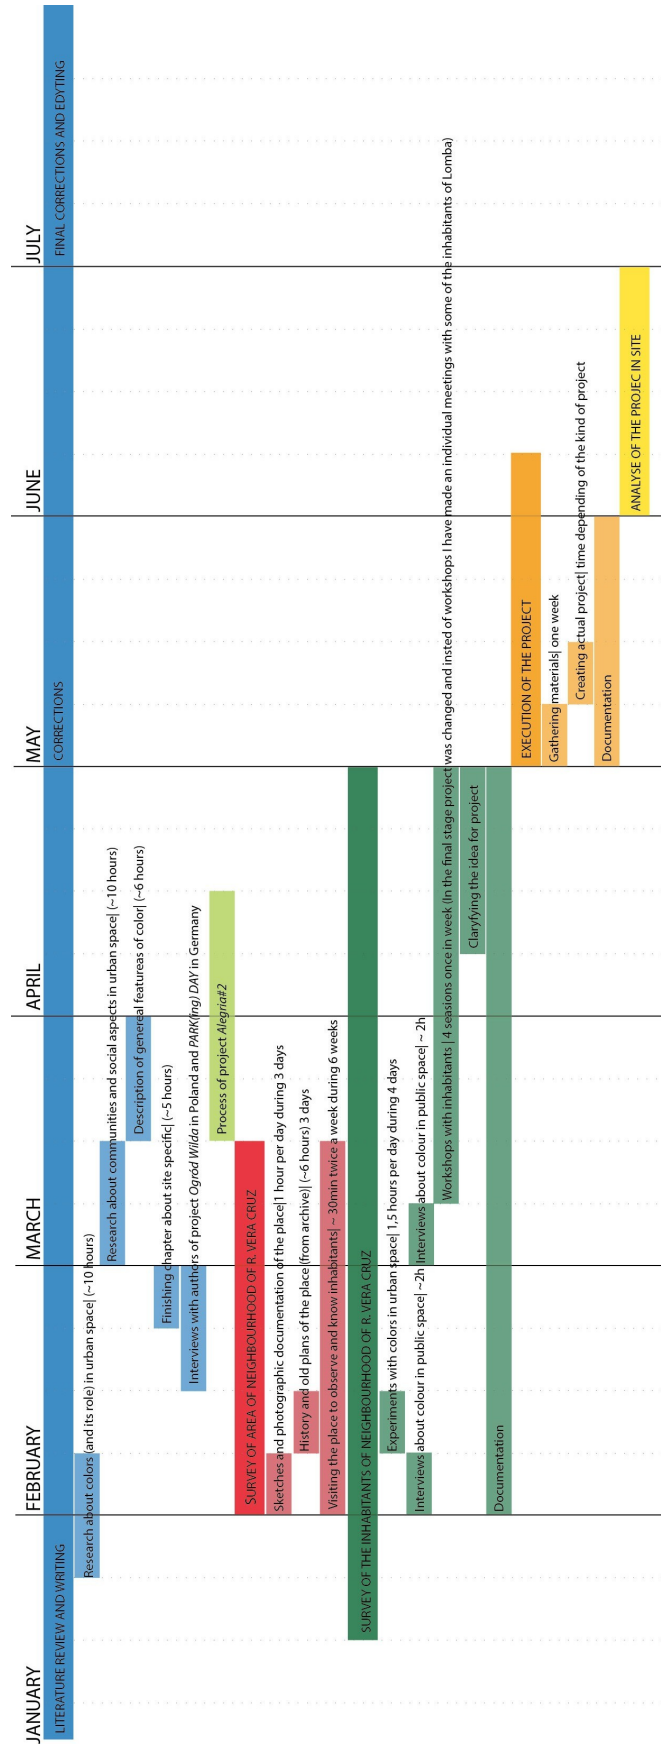 JANUARY
FEBRUARY
MARCH
APRIL
MAY
JUNE
JULY
LITERATURE REVIEW AND WRITING
CORRECTIONS
FINAL CORRECTIONS AND EDYTING
Research about colors (and its role) in urban space| (~10 hours)
Research about communities and social aspects in urban space| (~10 hours)
Description of genereal featureas of color| (~6 hours)
Finishing chapter about site specific| (~5 hours)
Interviews with authors of project Ogród Wilda in Poland and PARK(ing) DAY in Germany
Process of project Alegria#2
SURVEY OF AREA OF NEIGHBOURHOOD OF R. VERA CRUZ
Sketches and photographic documentation of the place|1 hour per day during 3 days
History and old plans of the place (from archive)| (~6 hours) 3 days
Visiting the place to observe and know inhabitants| ~ 30min twice a week during 6 weeks
SURVEY OF THE INHABITANTS OF NEIGHBOURHOOD OF R. VERA CRUZ
Experiments with colors in urban space| 1,5 hours per day during 4 days
Interviews about colour in public space| ~2h
Interviews about colour in public space| ~ 2h
Workshops with inhabitants | 4 seasions once in week (In the final stage project was changed and insted of workshops I have made an individual meetings with some of the inhabitants of Lomba)
Claryfying the idea for project
Documentation
EXECUTION OF THE PROJECT
Gathering materials| one week
Creating actual project| time depending of the kind of project
Documentation
ANALYSE OF THE PROJEC IN SITE